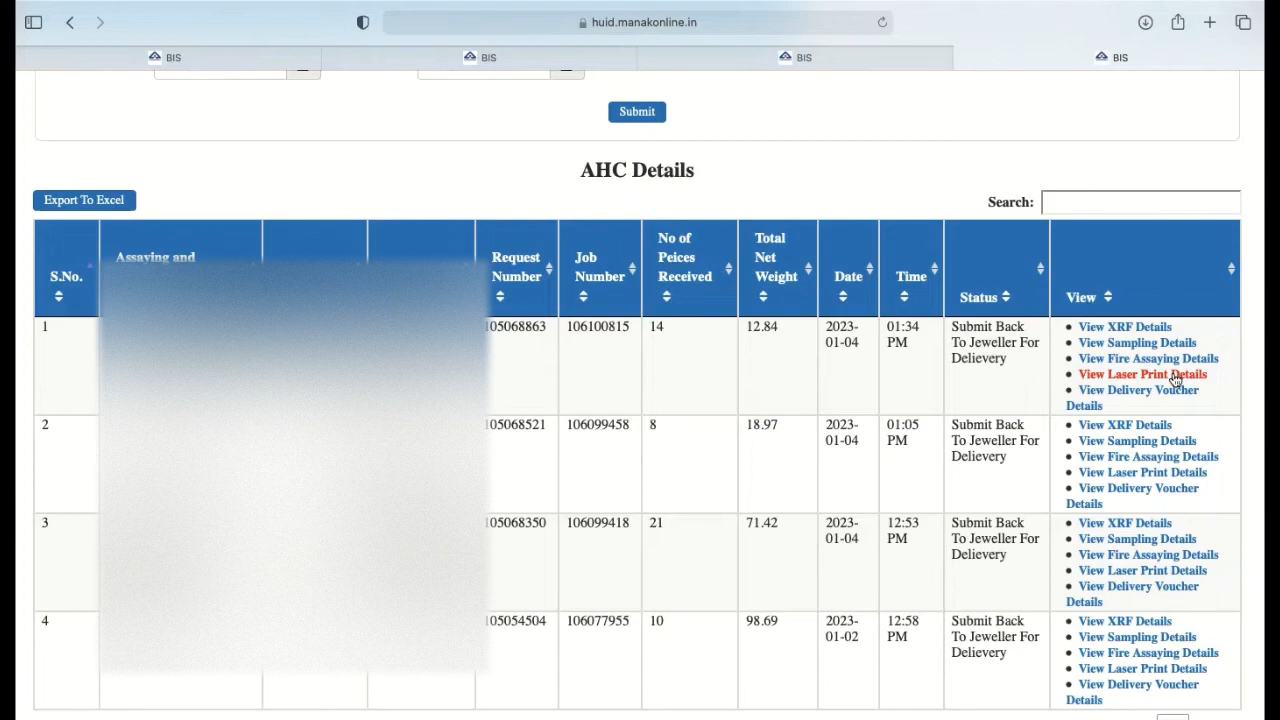 huid.manakonline.in
BIS
BIS
BIS
BIS
Submit
AHC Details
Export To Excel
Search:
S.No.
Assaying and
Request Number
Job Number
No of Peices Received
Total Net Weight
Date
Time
Status
View
1
105068863
106100815
14
12.84
2023-
01-04
01:34
PM
Submit Back
To Jeweller For
Delievery
View XRF Details
View Sampling Details
View Fire Assaying Details
View Laser Print Details
View Delivery Voucher
Details
2
105068521
106099458
8
18.97
2023-
01-04
01:05
PM
Submit Back
To Jeweller For
Delievery
View XRF Details
View Sampling Details
View Fire Assaying Details
View Laser Print Details
View Delivery Voucher
Details
3
105068350
106099418
21
71.42
2023-
01-04
12:53
PM
Submit Back
To Jeweller For
Delievery
View XRF Details
View Sampling Details
View Fire Assaying Details
View Laser Print Details
View Delivery Voucher
Details
4
105054504
106077955
10
98.69
2023-
01-02
12:58
PM
Submit Back
To Jeweller For
Delievery
View XRF Details
View Sampling Details
View Fire Assaying Details
View Laser Print Details
View Delivery Voucher
Details